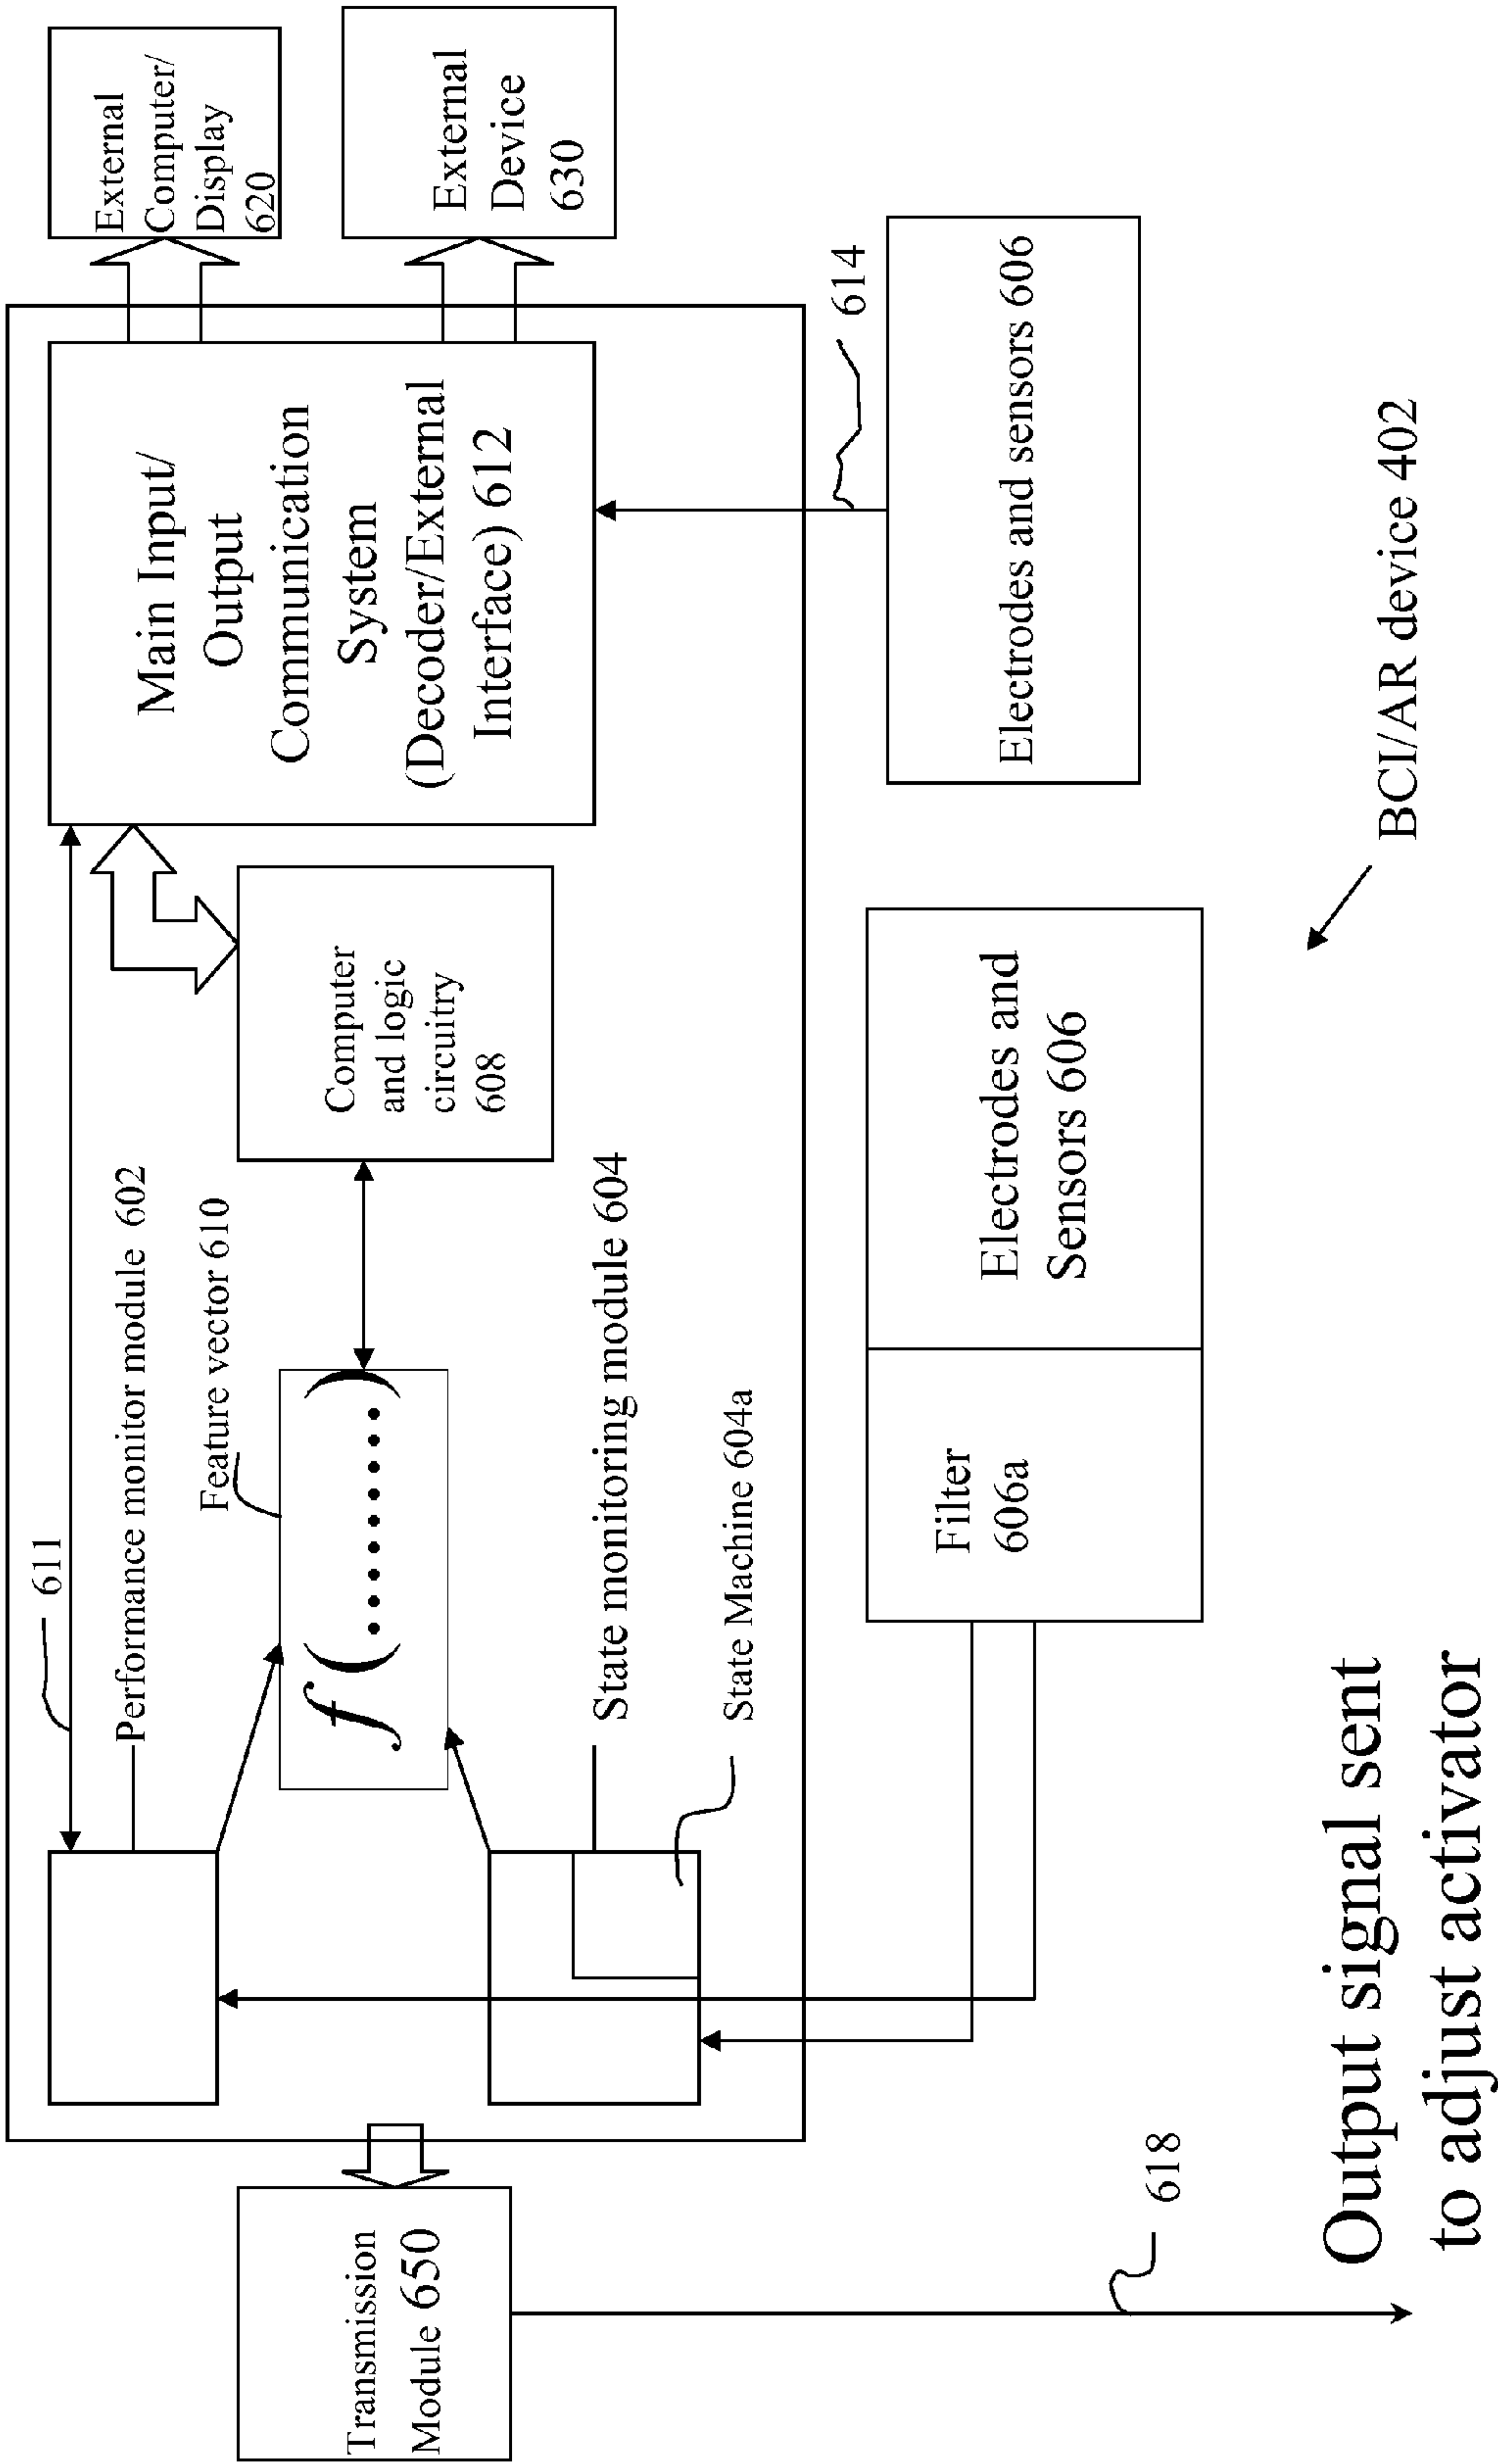 611
Performance monitor module 602
Feature vector 610
f(.........)
State monitoring module 604
State Machine 604a
Computer
and logic
circuitry
608
Main Input/
Output
Communication
System
(Decoder/External
Interface) 612
External
Computer/
Display
620
External
Device
630
Transmission
Module 650
Filter
606a
Electrodes and
Sensors 606
614
Electrodes and sensors 606
618
Output signal sent
to adjust activator
BCI/AR device 402